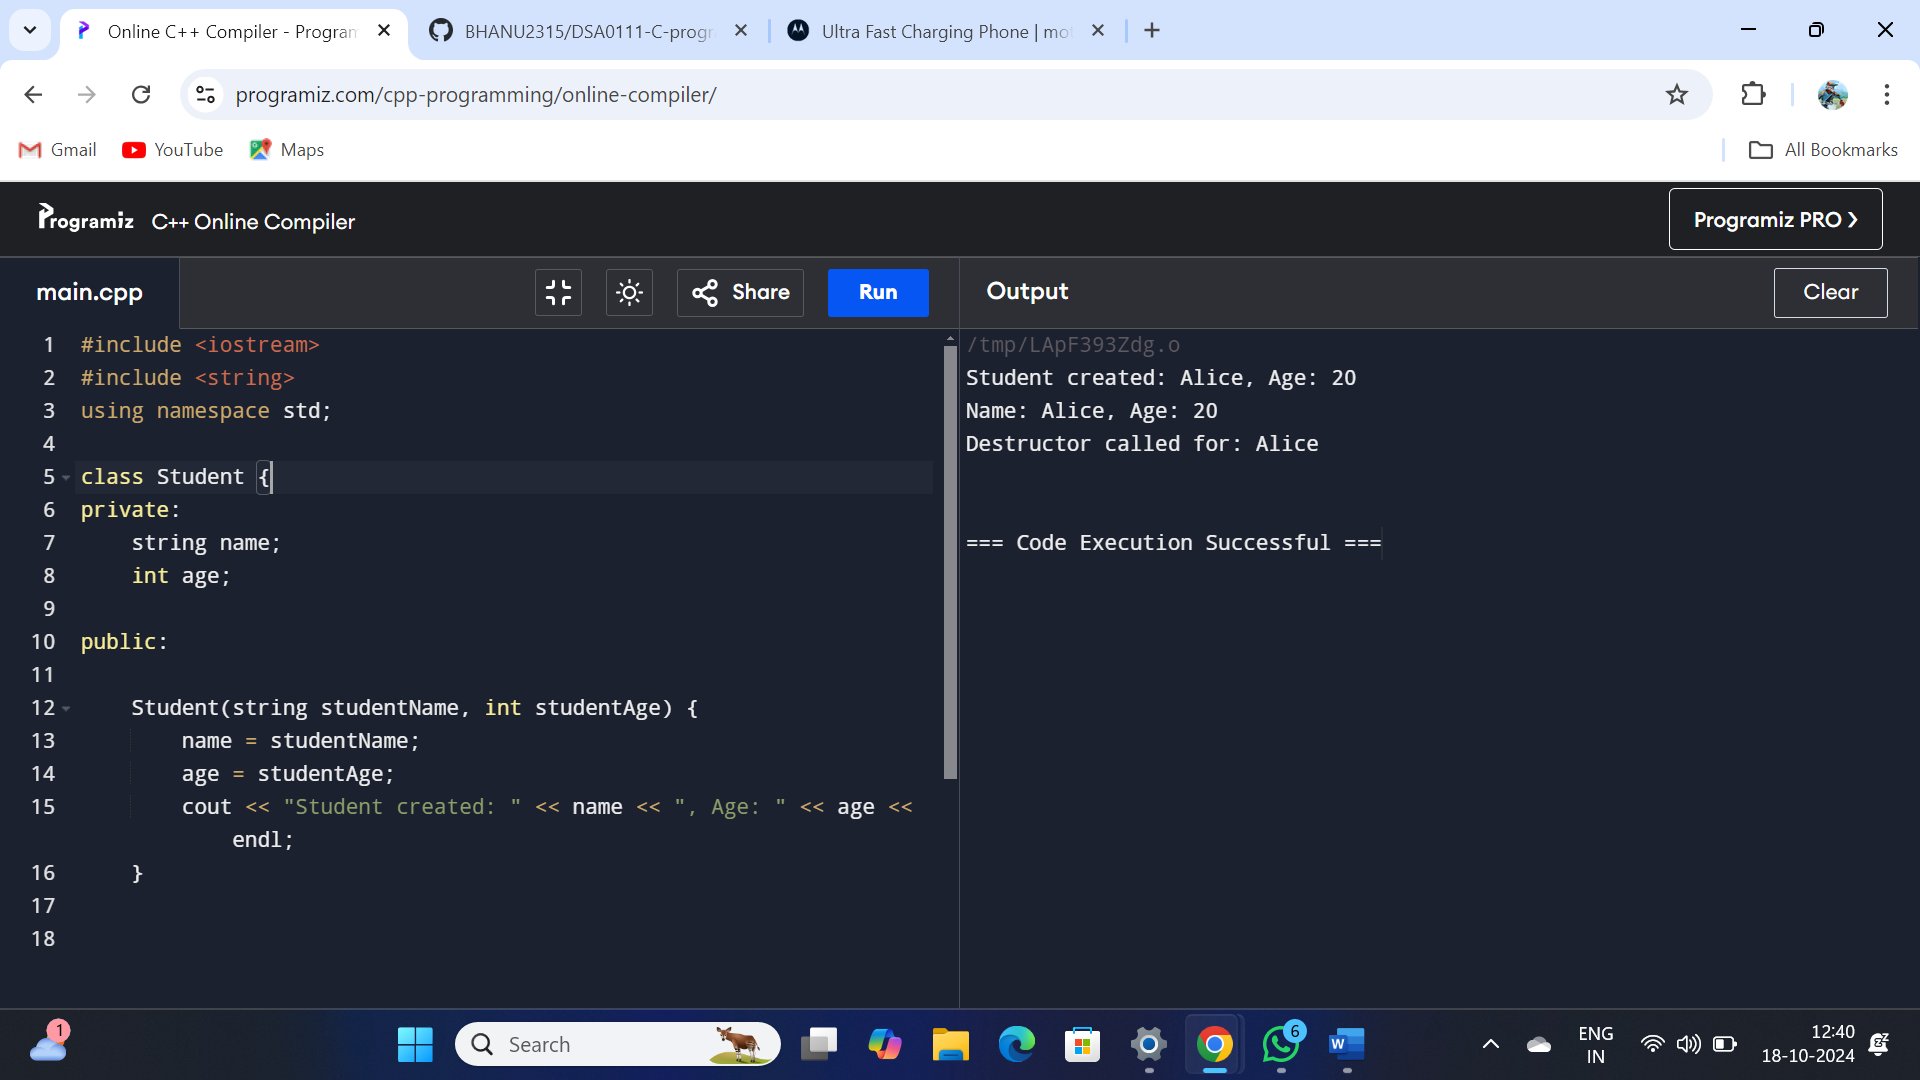 Online C++ Compiler - Program
BHANU2315/DSA0111-C-progr
Ultra Fast Charging Phone | mot
programiz.com/cpp-programming/online-compiler/
Gmail
YouTube
Maps
All Bookmarks
Programiz
C++ Online Compiler
Programiz PRO ❯
main.cpp
Share
Run
Output
Clear
1 #include <iostream>
2 #include <string>
3 using namespace std;
4
5 class Student {
6 private:
7     string name;
8     int age;
9
10 public:
11
12     Student(string studentName, int studentAge) {
13         name = studentName;
14         age = studentAge;
15         cout << "Student created: " << name << ", Age: " << age <<
            endl;
16     }
17
18
/tmp/LApF393Zdg.o
Student created: Alice, Age: 20
Name: Alice, Age: 20
Destructor called for: Alice
=== Code Execution Successful ===
1
Search
6
ENG
IN
12:40
18-10-2024